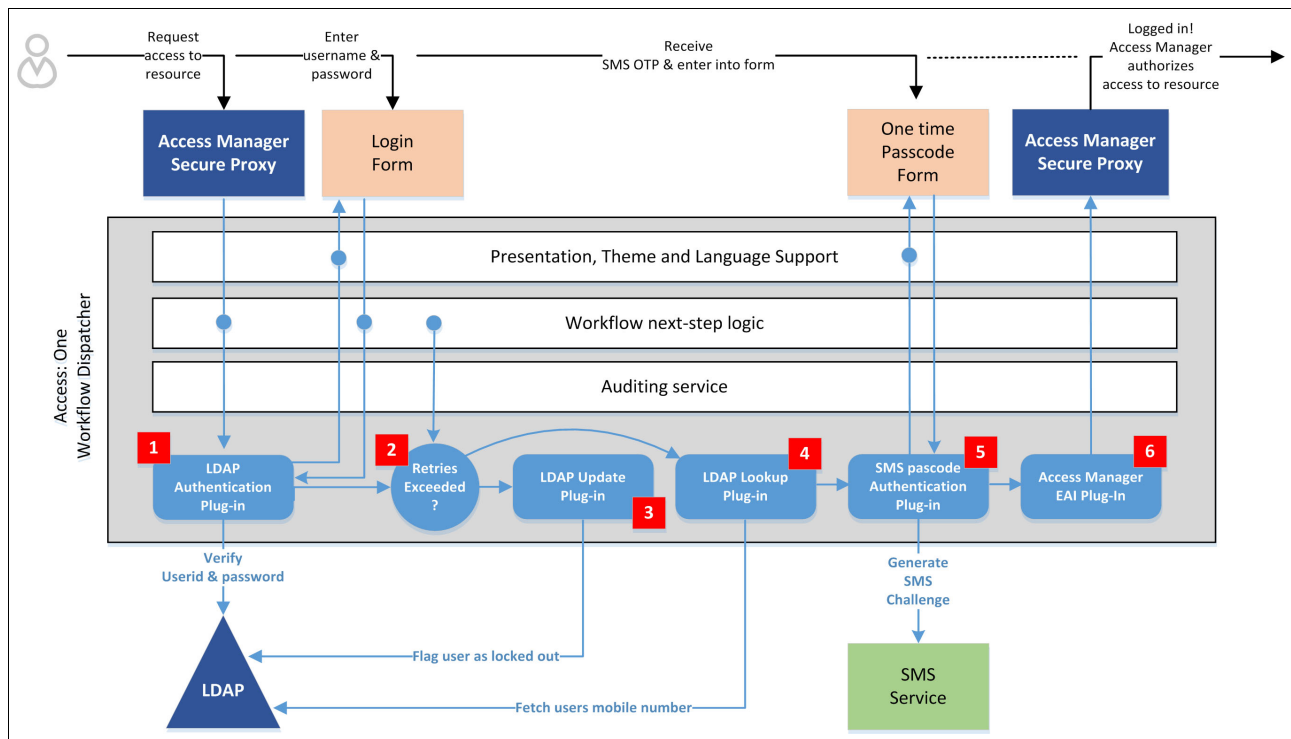 Request
access to
resource
Enter
username &
password
Receive
SMS OTP & enter into form
Logged in!
Access Manager
authorizes
access to resource
Access Manager
Secure Proxy
Login
Form
One time
Passcode
Form
Access Manager
Secure Proxy
Access: One
Workflow Dispatcher
Presentation, Theme and Language Support
Workflow next-step logic
Auditing service
1
LDAP
Authentication
Plug-in
2
Retries
Exceeded
?
LDAP Update
Plug-in
3
4
LDAP Lookup
Plug-in
5
SMS pascode
Authentication
Plug-in
6
Access Manager
EAI Plug-In
Verify
Userid & password
Generate
SMS
Challenge
Flag user as locked out
LDAP
Fetch users mobile number
SMS
Service